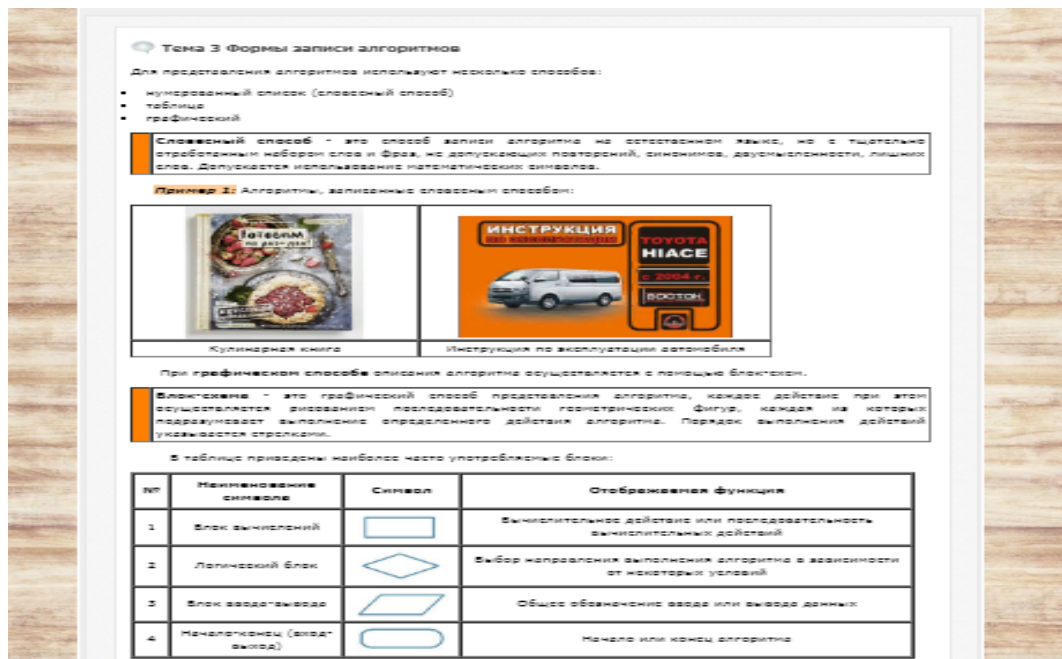 Тема 3 Формы записи алгоритмов
Для представления алгоритмов используют несколько способов:
нумерованный список (словесный способ)
таблица
графический
Словесный способ - это способ записи алгоритма на естественном языке, но с тщательно
отработанным набором слов и фраз, не допускающих повторений, синонимов, двусмысленности, лишних
слов. Допускается использование математических символов.
Пример 1: Алгоритмы, записанные словесным способом:
Готовим
ИНСТРУКЦИЯ
по эксплуатации
TOYOTA
HIACE
с 2004 г.
Кулинарная книга
Инструкция по эксплуатации автомобиля
При графическом способе описания алгоритма осуществляется с помощью блок-схем.
Блок-схема - это графический способ представления алгоритма, каждое действие при этом
осуществляется рисованием последовательности геометрических фигур, каждая из которых
подразумевает выполнение определенного действия алгоритма. Порядок выполнения действий
указывается стрелками.
В таблице приведены наиболее часто употребляемые блоки:
№ Наименование символа Символ Отображаемая функция
1 Блок вычислений Вычислительное действие или последовательность
вычислительных действий
2 Логический блок Выбор направления выполнения алгоритма в зависимости
от некоторых условий
3 Блок ввода-вывода Общее обозначение ввода или вывода данных
4 Начало-конец (вход-
выход) Начало или конец алгоритма